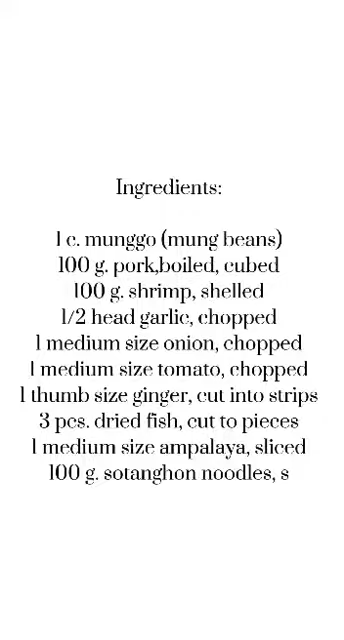 Ingredients:
1 c. munggo (mung beans)
100 g. pork,boiled, cubed
100 g. shrimp, shelled
1/2 head garlic, chopped
1 medium size onion, chopped
1 medium size tomato, chopped
1 thumb size ginger, cut into strips
3 pcs. dried fish, cut to pieces
1 medium size ampalaya, sliced
100 g. sotanghon noodles, s